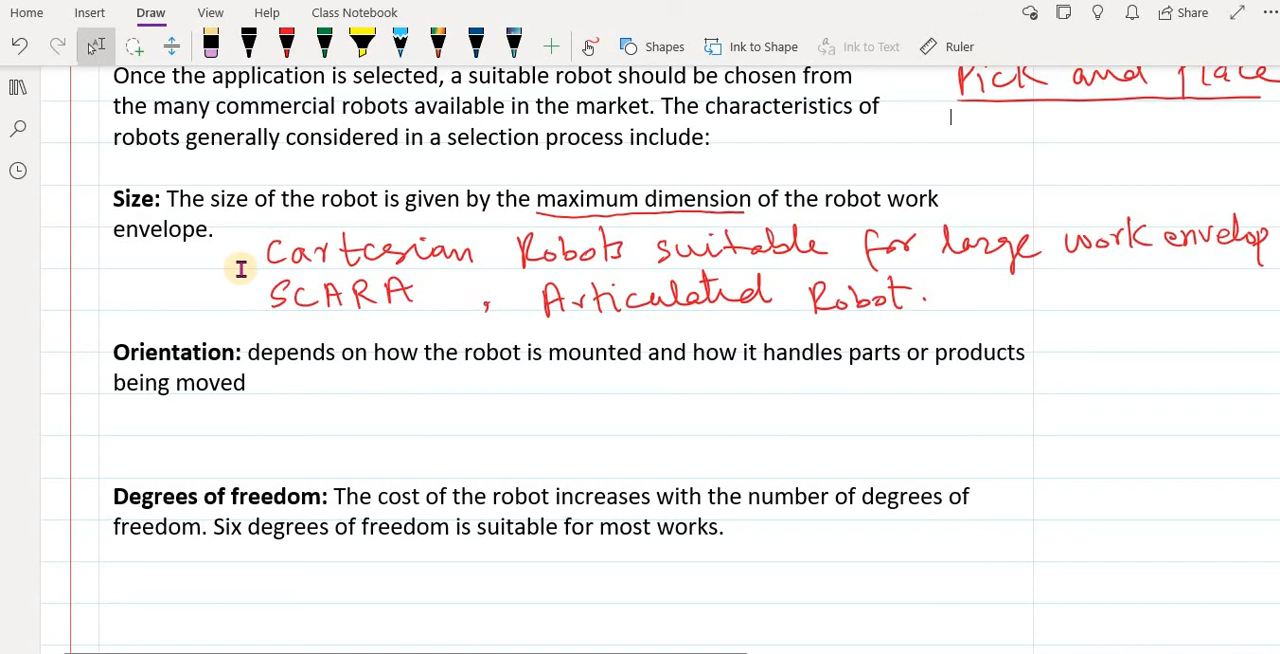 Home Insert Draw View Help Class Notebook Share
Shapes Ink to Shape Ink to Text Ruler
Once the application is selected, a suitable robot should be chosen from
the many commercial robots available in the market. The characteristics of
robots generally considered in a selection process include:
Pick and place
Size: The size of the robot is given by the maximum dimension of the robot work
envelope.
Cartesian Robots suitable for large work envelop
SCARA , Articulated Robot.
Orientation: depends on how the robot is mounted and how it handles parts or products
being moved
Degrees of freedom: The cost of the robot increases with the number of degrees of
freedom. Six degrees of freedom is suitable for most works.